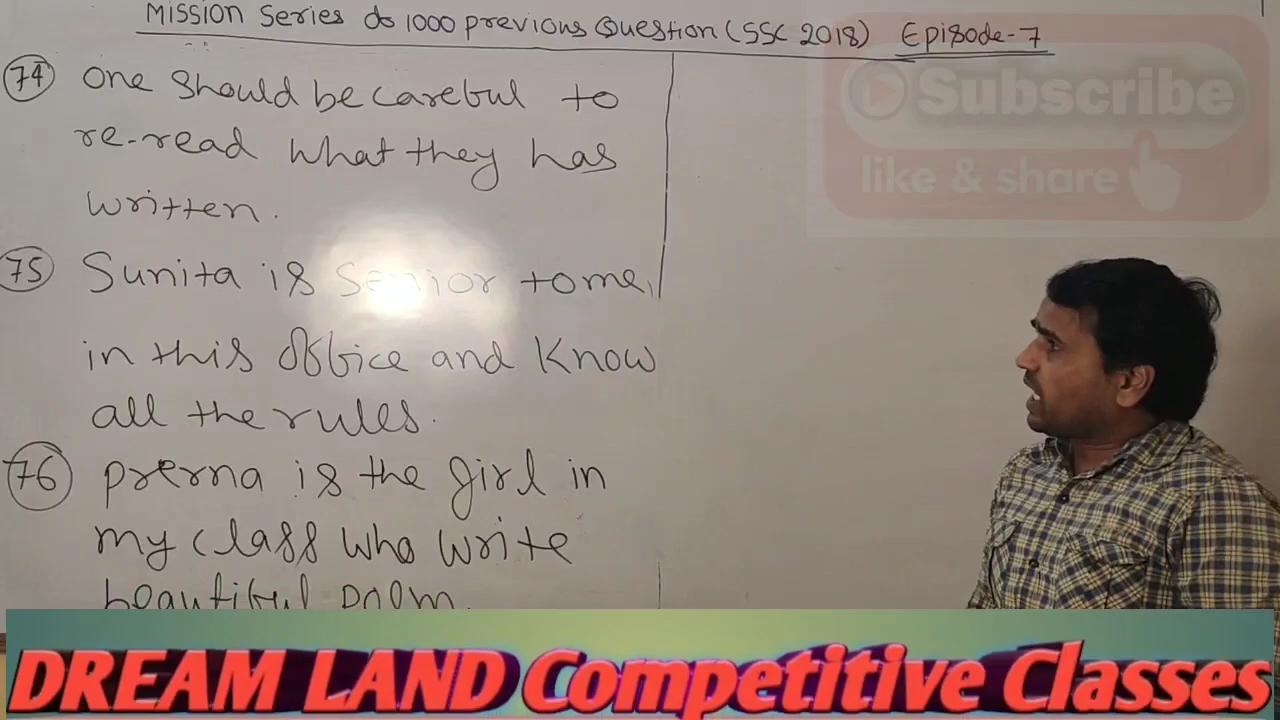 Mission Series do 1000 previous Question (SSC 2018) Episode-7
74 one should be careful to
re-read what they has
written.
75 Sunita is Senior to me,
in this office and know
all the rules.
76 prerna is the girl in
my class who write
beautiful poem.
Subscribe
like & share
DREAM LAND Competitive Classes